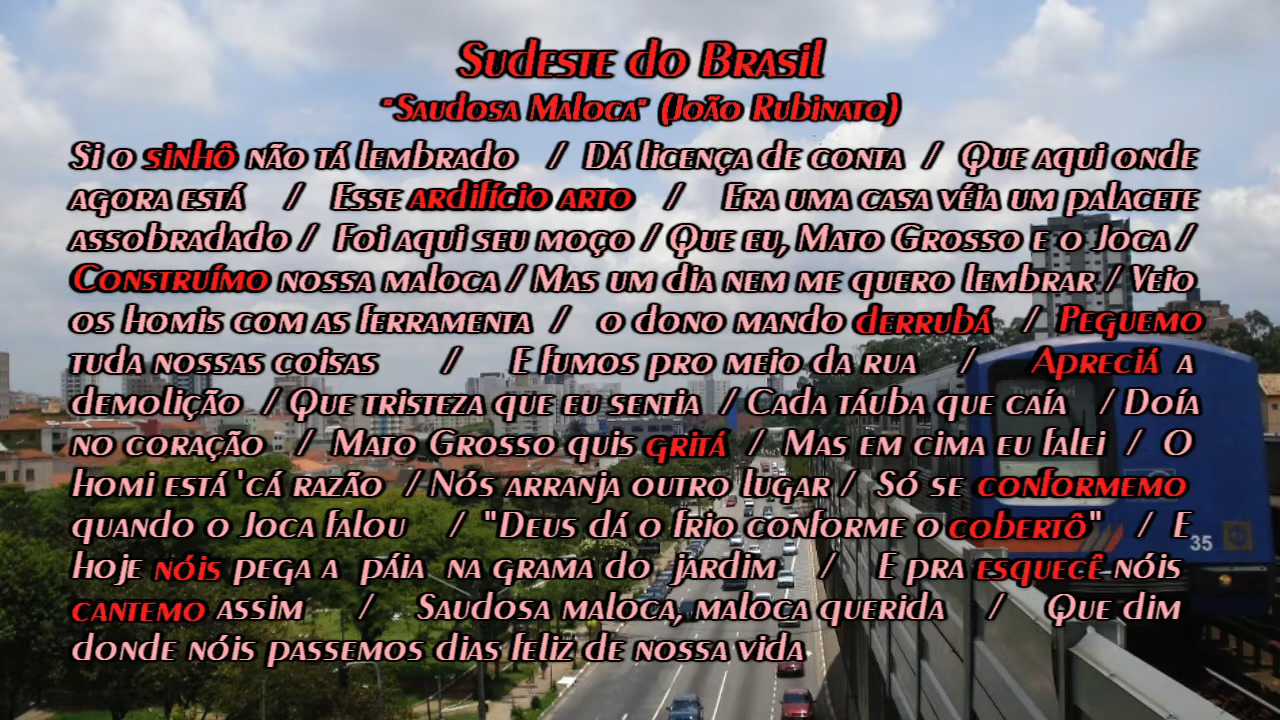 Sudeste do Brasil
"Saudosa Maloca" (João Rubinato)
Si o sinhô não tá lembrado / Dá licença de conta / Que aqui onde
agora está / Esse ardifício arto / Era uma casa véia um palacete
assobradado / Foi aqui seu moço / Que eu, Mato Grosso e o Joca /
Construímo nossa maloca / Mas um dia nem me quero lembrar / Veio
os homis com as ferramenta / o dono mando derrubá / Peguemo
tuda nossas coisas / E fumos pro meio da rua / Apreciá a
demolição / Que tristeza que eu sentia / Cada táuba que caía / Doía
no coração / Mato Grosso quis gritá / Mas em cima eu falei / O
homi está 'cá razão / Nós arranja outro lugar / Só se conformemo
quando o Joca falou / "Deus dá o frio conforme o cobertô" / E
hoje nóis pega a páia na grama do jardim / E pra esquecê nóis
cantemo assim / Saudosa maloca, maloca querida / Que dim
donde nóis passemos dias feliz de nossa vida
35